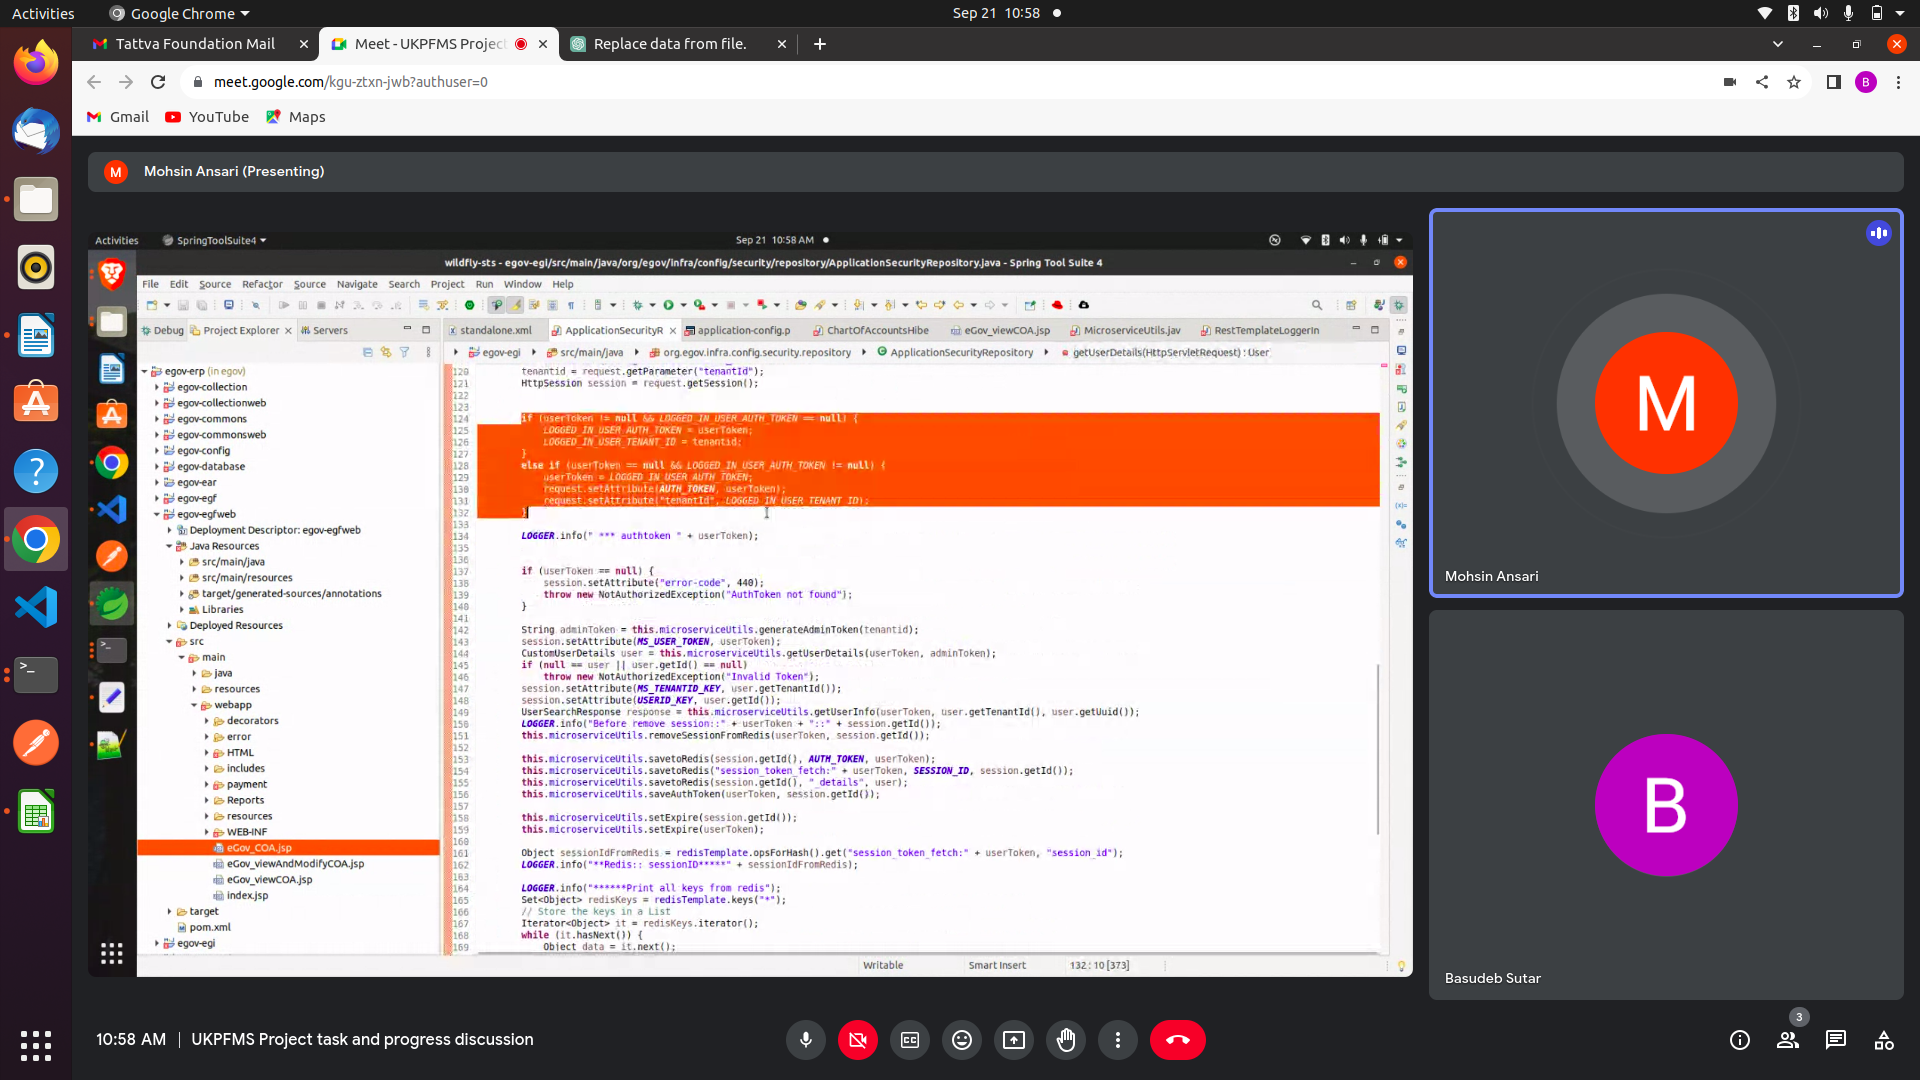 Activities
Google Chrome
Sep 21 10:58
Tattva Foundation Mail
Meet - UKPFMS Projec
Replace data from file.
meet.google.com/kgu-ztxn-jwb?authuser=0
B
Gmail
YouTube
Maps
M
Mohsin Ansari (Presenting)
Activities
SpringToolSuite4
Sep 21 10:58 AM
wildfly-sts - egov-egi/src/main/java/org/egov/infra/config/security/repository/ApplicationSecurityRepository.java - Spring Tool Suite 4
File Edit Source Refactor Source Navigate Search Project Run Window Help
Debug
Project Explorer
Servers
standalone.xml
ApplicationSecurityR
application-config.p
ChartOfAccountsHibe
eGov_viewCOA.jsp
MicroserviceUtils.jav
RestTemplateLoggerIn
egov-egi
src/main/java
org.egov.infra.config.security.repository
ApplicationSecurityRepository
getUserDetails(HttpServletRequest) : User
egov-erp (in egov)
egov-collection
egov-collectionweb
egov-commons
egov-commonsweb
egov-config
egov-database
egov-ear
egov-egf
egov-egfweb
Deployment Descriptor: egov-egfweb
Java Resources
src/main/java
src/main/resources
target/generated-sources/annotations
Libraries
Deployed Resources
src
main
java
resources
webapp
decorators
error
HTML
includes
payment
Reports
resources
WEB-INF
eGov_COA.jsp
eGov_viewAndModifyCOA.jsp
eGov_viewCOA.jsp
index.jsp
target
pom.xml
egov-egi
120 tenantid = request.getParameter("tenantId");
121 HttpSession session = request.getSession();
122
123
124 if (userToken != null && LOGGED_IN_USER_AUTH_TOKEN == null) {
125 LOGGED_IN_USER_AUTH_TOKEN = userToken;
126 LOGGED_IN_USER_TENANT_ID = tenantid;
127 }
128 else if (userToken == null && LOGGED_IN_USER_AUTH_TOKEN != null) {
129 userToken = LOGGED_IN_USER_AUTH_TOKEN;
130 request.setAttribute(AUTH_TOKEN, userToken);
131 request.setAttribute("tenantId", LOGGED_IN_USER_TENANT_ID);
132 }
133
134 LOGGER.info(" *** authtoken " + userToken);
135
136
137 if (userToken == null) {
138 session.setAttribute("error-code", 440);
139 throw new NotAuthorizedException("AuthToken not found");
140 }
141
142 String adminToken = this.microserviceUtils.generateAdminToken(tenantid);
143 session.setAttribute(MS_USER_TOKEN, userToken);
144 CustomUserDetails user = this.microserviceUtils.getUserDetails(userToken, adminToken);
145 if (null == user || user.getId() == null)
146 throw new NotAuthorizedException("Invalid Token");
147 session.setAttribute(MS_TENANTID_KEY, user.getTenantId());
148 session.setAttribute(USERID_KEY, user.getId());
149 UserSearchResponse response = this.microserviceUtils.getUserInfo(userToken, user.getTenantId(), user.getUuid());
150 LOGGER.info("Before remove session::" + userToken + "::" + session.getId());
151 this.microserviceUtils.removeSessionFromRedis(userToken, session.getId());
152
153 this.microserviceUtils.savetoRedis(session.getId(), AUTH_TOKEN, userToken);
154 this.microserviceUtils.savetoRedis("session_token_fetch:" + userToken, SESSION_ID, session.getId());
155 this.microserviceUtils.savetoRedis(session.getId(), "_details", user);
156 this.microserviceUtils.saveAuthToken(userToken, session.getId());
157
158 this.microserviceUtils.setExpire(session.getId());
159 this.microserviceUtils.setExpire(userToken);
160
161 Object sessionIdFromRedis = redisTemplate.opsForHash().get("session_token_fetch:" + userToken, "session_id");
162 LOGGER.info("**Redis:: sessionID*****" + sessionIdFromRedis);
163
164 LOGGER.info("******Print all keys from redis");
165 Set<Object> redisKeys = redisTemplate.keys("*");
166 // Store the keys in a List
167 Iterator<Object> it = redisKeys.iterator();
168 while (it.hasNext()) {
169 Object data = it.next();
Writable
Smart Insert
132 : 10 [373]
M
Mohsin Ansari
B
Basudeb Sutar
10:58 AM | UKPFMS Project task and progress discussion
3